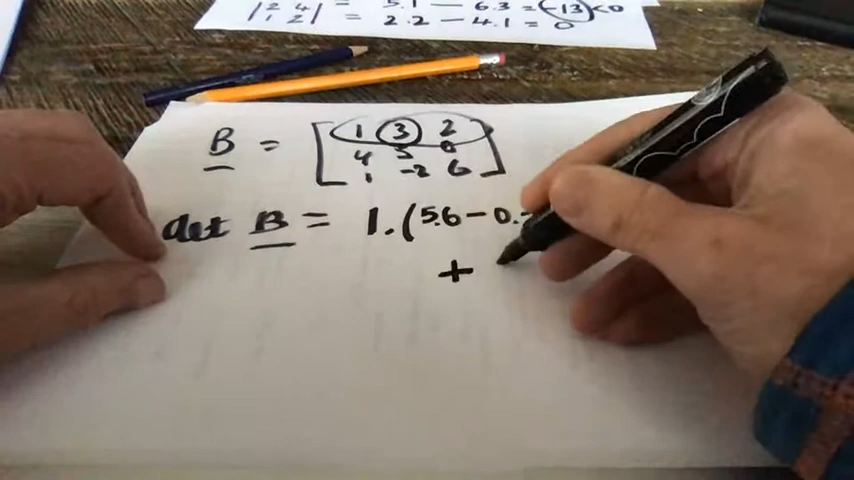 2 4 = 5.1 - 6.3 = -13 < 0
1 2 = 2.2 - 4.1 = 0
B = [ 1 3 2
4 5 0
1 -2 6 ]
det B = 1.(5.6 - 0.
+